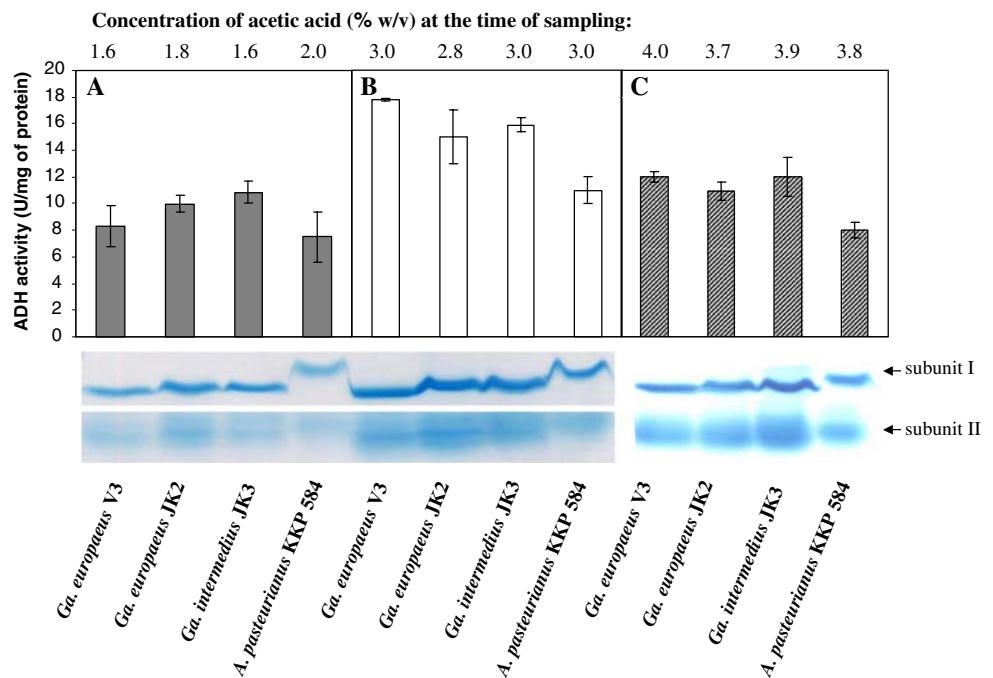 Concentration of acetic acid (% w/v) at the time of sampling:
1.6 1.8 1.6 2.0 3.0 2.8 3.0 3.0 4.0 3.7 3.9 3.8
A B C
ADH activity (U/mg of protein)
20
18
16
14
12
10
8
6
4
2
0
subunit I
subunit II
Ga. europaeus V3
Ga. europaeus JK2
Ga. intermedius JK3
A. pasteurianus KKP 584
Ga. europaeus V3
Ga. europaeus JK2
Ga. intermedius JK3
A. pasteurianus KKP 584
Ga. europaeus V3
Ga. europaeus JK2
Ga. intermedius JK3
A. pasteurianus KKP 584